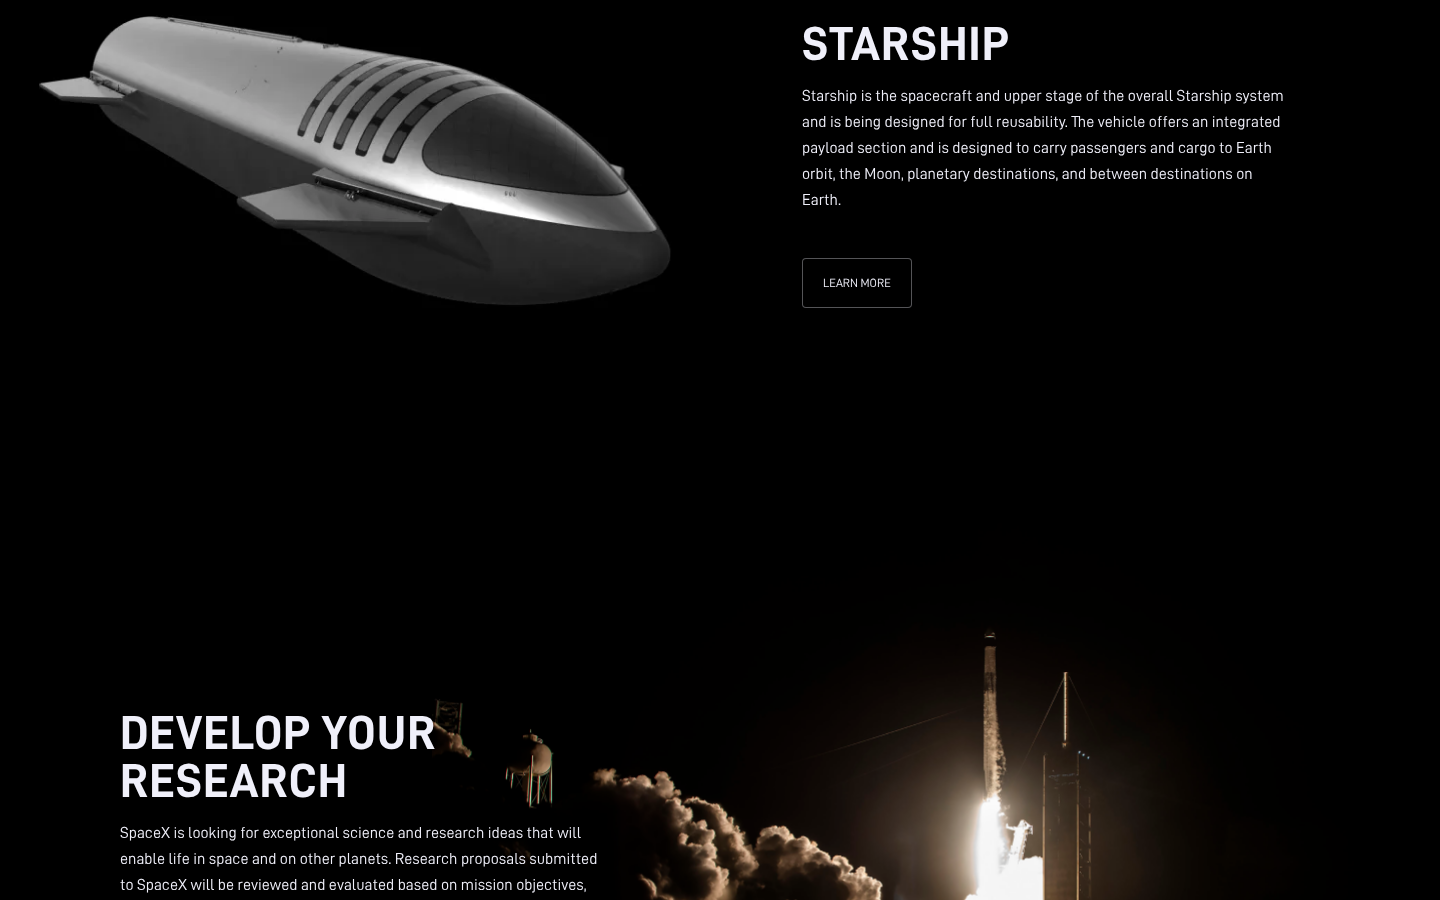 STARSHIP
Starship is the spacecraft and upper stage of the overall Starship system
and is being designed for full reusability. The vehicle offers an integrated
payload section and is designed to carry passengers and cargo to Earth
orbit, the Moon, planetary destinations, and between destinations on
Earth.
LEARN MORE
DEVELOP YOUR
RESEARCH
SpaceX is looking for exceptional science and research ideas that will
enable life in space and on other planets. Research proposals submitted
to SpaceX will be reviewed and evaluated based on mission objectives,